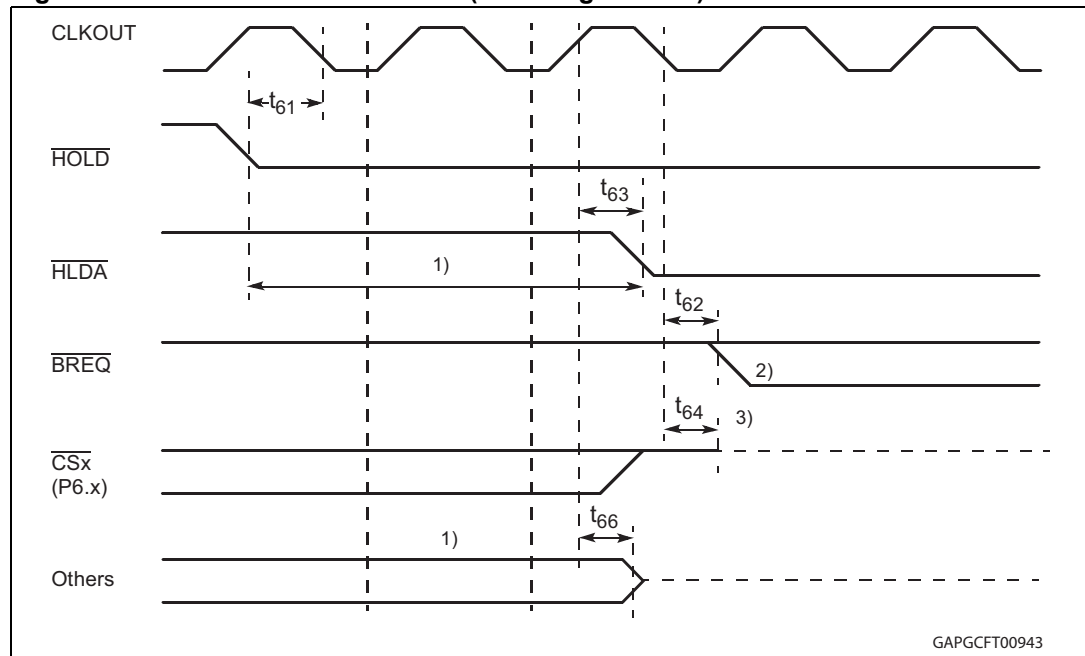 CLKOUT
t61
HOLD
t63
HLDA
1)
t62
BREQ
2)
t64
3)
CSx
(P6.x)
t66
1)
Others
GAPGCFT00943